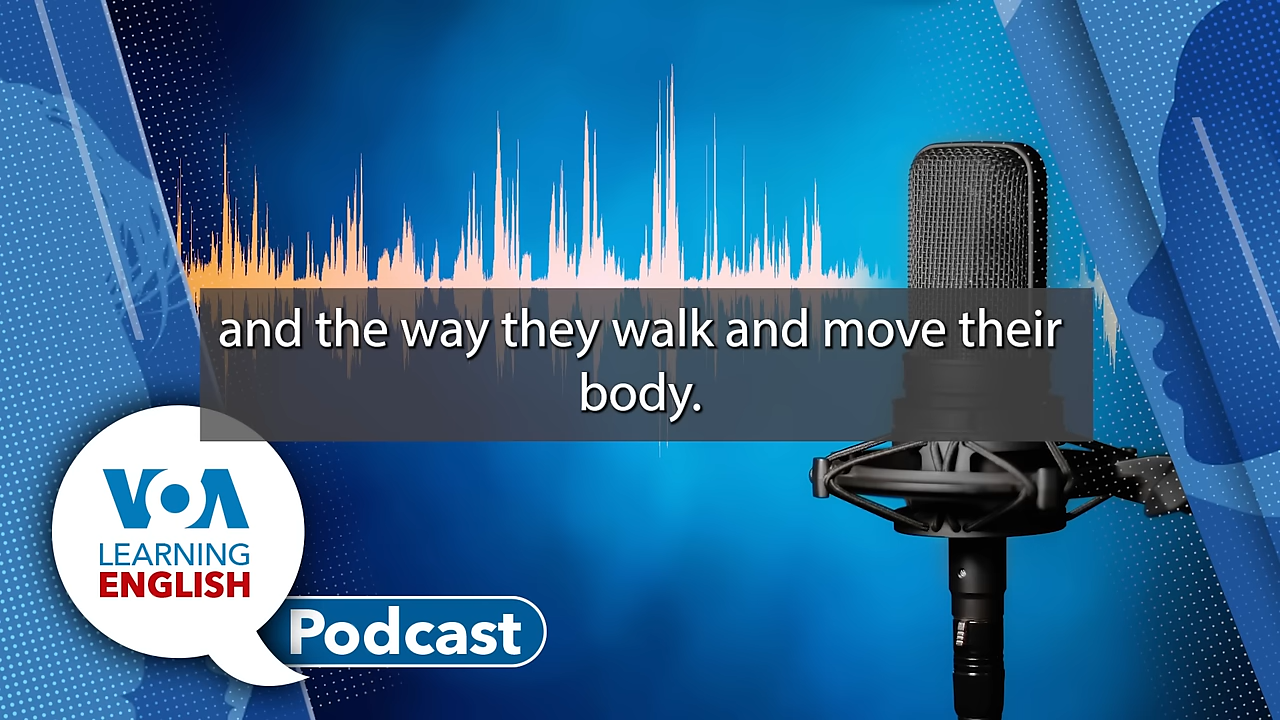 and the way they walk and move their
body.
VOA
LEARNING
ENGLISH
Podcast